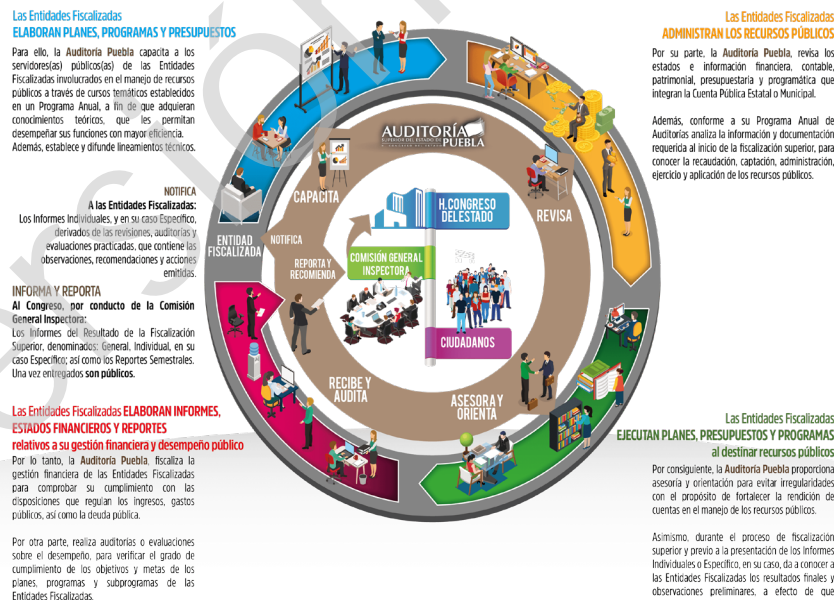 Las Entidades Fiscalizadas
ELABORAN PLANES, PROGRAMAS Y PRESUPUESTOS
Para ello, la Auditoría Puebla capacita a los
servidores(as) públicos(as) de las Entidades
Fiscalizadas involucrados en el manejo de recursos
públicos a través de cursos temáticos establecidos
en un Programa Anual, a fin de que adquieran
conocimientos teóricos, que les permitan
desempeñar sus funciones con mayor eficiencia.
Además, establece y difunde lineamientos técnicos.
NOTIFICA
A las Entidades Fiscalizadas:
Los Informes Individuales, y en su caso Específico,
derivados de las revisiones, auditorías y
evaluaciones practicadas, que contiene las
observaciones, recomendaciones y acciones
emitidas.
INFORMA Y REPORTA
Al Congreso, por conducto de la Comisión
General Inspectora:
Los Informes del Resultado de la Fiscalización
Superior, denominados: General, Individual, en su
caso Específico; así como los Reportes Semestrales.
Una vez entregados son públicos.
Las Entidades Fiscalizadas ELABORAN INFORMES,
ESTADOS FINANCIEROS Y REPORTES
relativos a su gestión financiera y desempeño público
Por lo tanto, la Auditoría Puebla, fiscaliza la
gestión financiera de las Entidades Fiscalizadas
para comprobar su cumplimiento con las
disposiciones que regulan los ingresos, gastos
públicos, así como la deuda pública.
Por otra parte, realiza auditorías o evaluaciones
sobre el desempeño, para verificar el grado de
cumplimiento de los objetivos y metas de los
planes, programas y subprogramas de las
Entidades Fiscalizadas.
AUDITORÍA
SUPERIOR DEL ESTADO DE
PUEBLA
CAPACITA
REVISA
H. CONGRESO
DEL ESTADO
ENTIDAD
FISCALIZADA
NOTIFICA
REPORTA Y
RECOMIENDA
COMISIÓN GENERAL
INSPECTORA
CIUDADANOS
RECIBE Y
AUDITA
ASESORA Y
ORIENTA
Las Entidades Fiscalizadas
ADMINISTRAN LOS RECURSOS PÚBLICOS
Por su parte, la Auditoría Puebla, revisa los
estados e información financiera, contable,
patrimonial, presupuestaria y programática que
integran la Cuenta Pública Estatal o Municipal.
Además, conforme a su Programa Anual de
Auditorías analiza la información y documentación
requerida al inicio de la fiscalización superior, para
conocer la recaudación, captación, administración,
ejercicio y aplicación de los recursos públicos.
Las Entidades Fiscalizadas
EJECUTAN PLANES, PRESUPUESTOS Y PROGRAMAS
al destinar recursos públicos
Por consiguiente, la Auditoría Puebla proporciona
asesoría y orientación para evitar irregularidades
con el propósito de fortalecer la rendición de
cuentas en el manejo de los recursos públicos.
Asimismo, durante el proceso de fiscalización
superior y previo a la presentación de los Informes
Individuales o Específico, en su caso, da a conocer a
las Entidades Fiscalizadas los resultados finales y
observaciones preliminares, a efecto de que